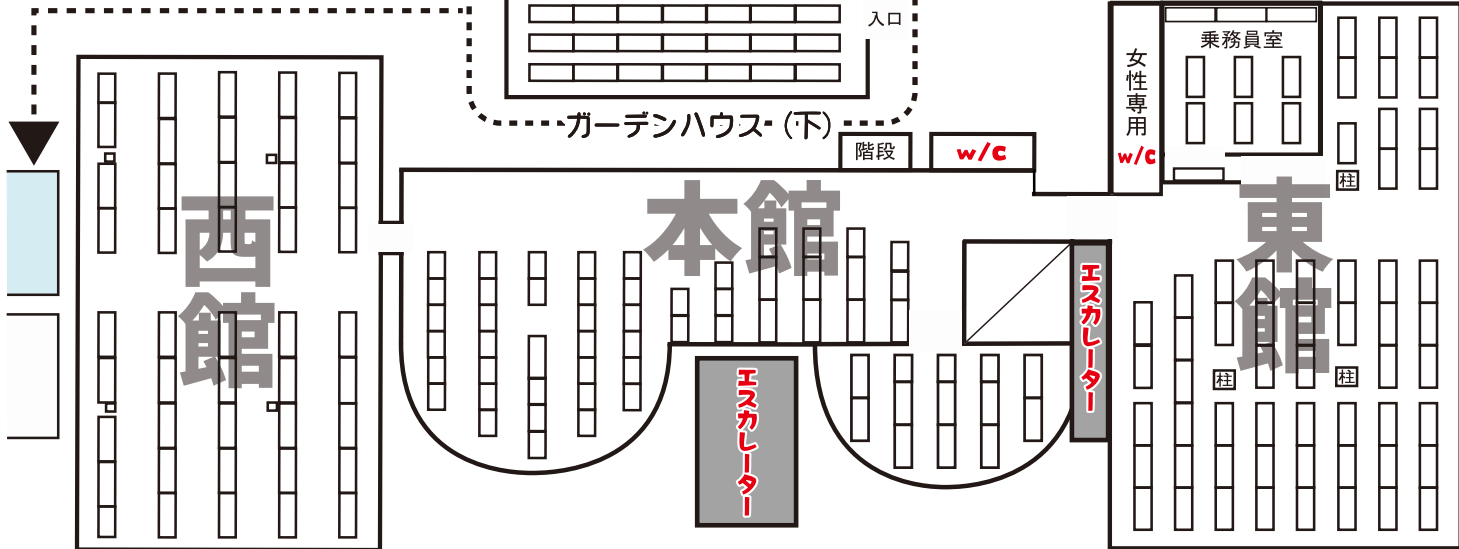 入口
乗務員室
女性専用
w/c
ガーデンハウス (下)
階段
w/c
柱
西館
本館
東館
エスカレーター
エスカレーター
柱
柱